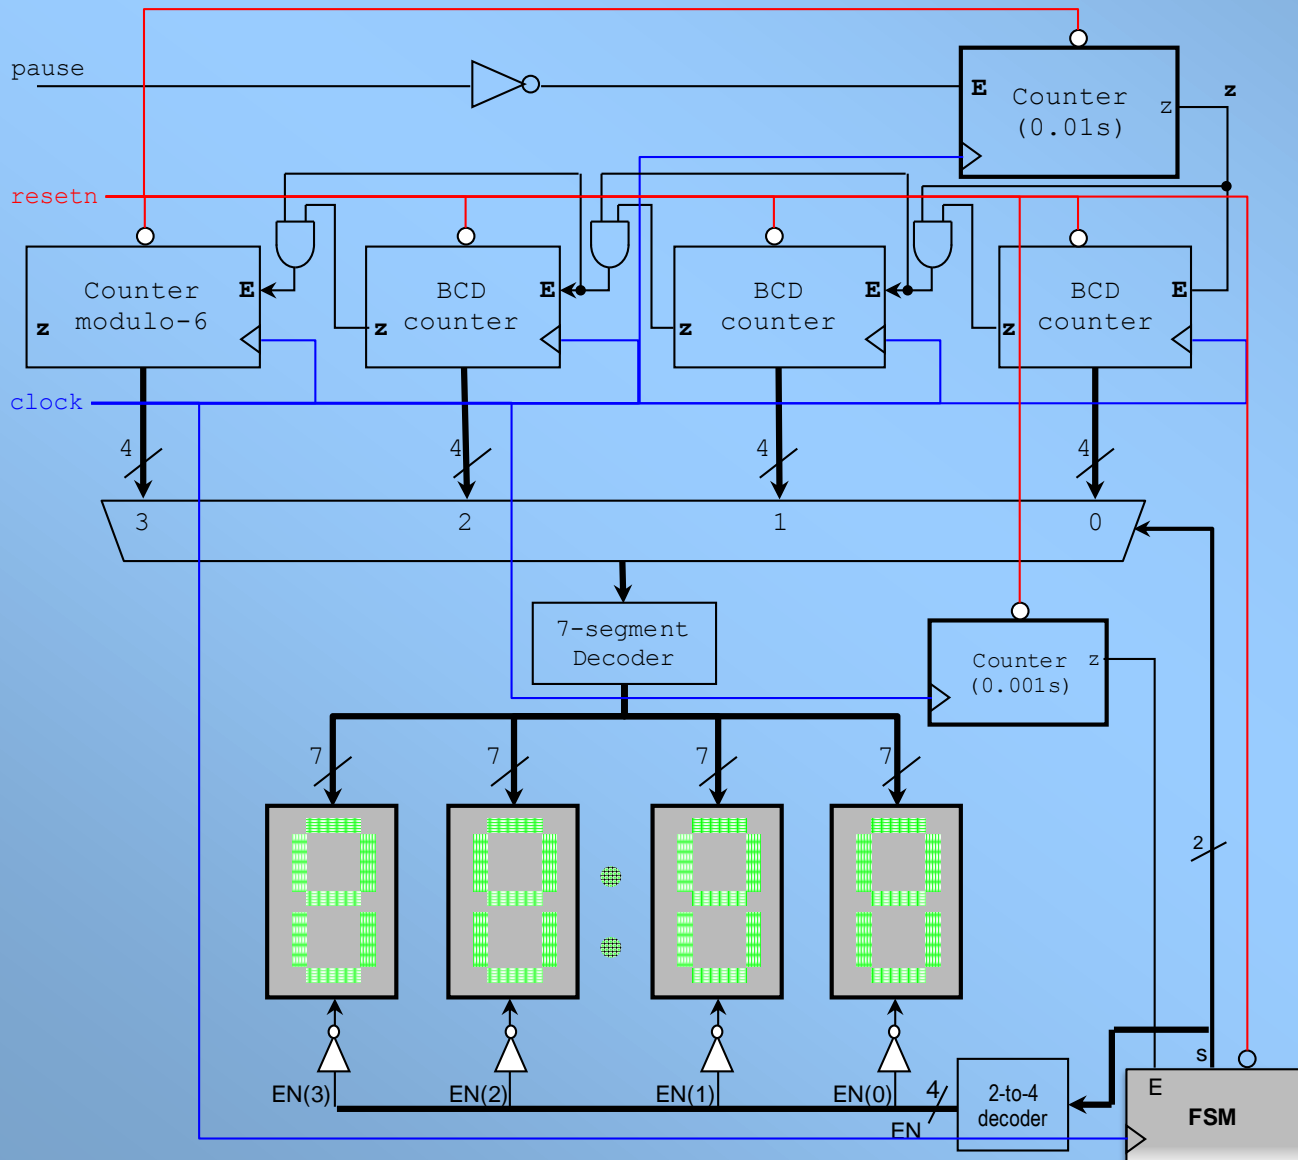 pause
E
Counter
(0.01s)
z
z
resetn
Counter
modulo-6
E
z
BCD
counter
E
z
BCD
counter
E
z
BCD
counter
E
z
clock
4
4
4
4
3
2
1
0
7-segment
Decoder
Counter
(0.001s)
z
7
7
7
7
2
EN(3)
EN(2)
EN(1)
EN(0)
4
EN
2-to-4
decoder
s
E
FSM